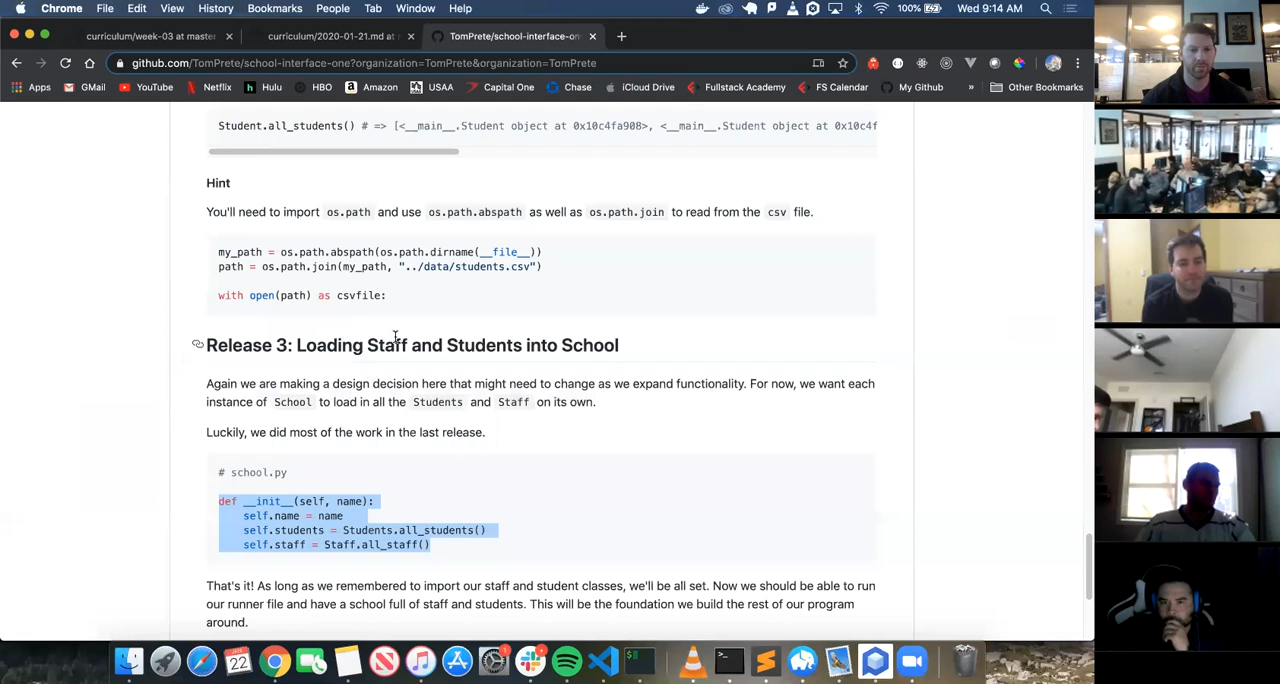 Chrome File Edit View History Bookmarks People Tab Window Help 100% Wed 9:14 AM
curriculum/week-03 at master curriculum/2020-01-21.md at m TomPrete/school-interface-one
github.com/TomPrete/school-interface-one?organization=TomPrete&organization=TomPrete
Apps GMail YouTube Netflix Hulu HBO Amazon USAA Capital One Chase iCloud Drive Fullstack Academy FS Calendar My Github » Other Bookmarks
Student.all_students() # => [<__main__.Student object at 0x10c4fa908>, <__main__.Student object at 0x10c4f
Hint
You'll need to import os.path and use os.path.abspath as well as os.path.join to read from the csv file.
my_path = os.path.abspath(os.path.dirname(__file__))
path = os.path.join(my_path, "../data/students.csv")
with open(path) as csvfile:
Release 3: Loading Staff and Students into School
Again we are making a design decision here that might need to change as we expand functionality. For now, we want each
instance of School to load in all the Students and Staff on its own.
Luckily, we did most of the work in the last release.
# school.py
def __init__(self, name):
self.name = name
self.students = Students.all_students()
self.staff = Staff.all_staff()
That's it! As long as we remembered to import our staff and student classes, we'll be all set. Now we should be able to run
our runner file and have a school full of staff and students. This will be the foundation we build the rest of our program
around.
22